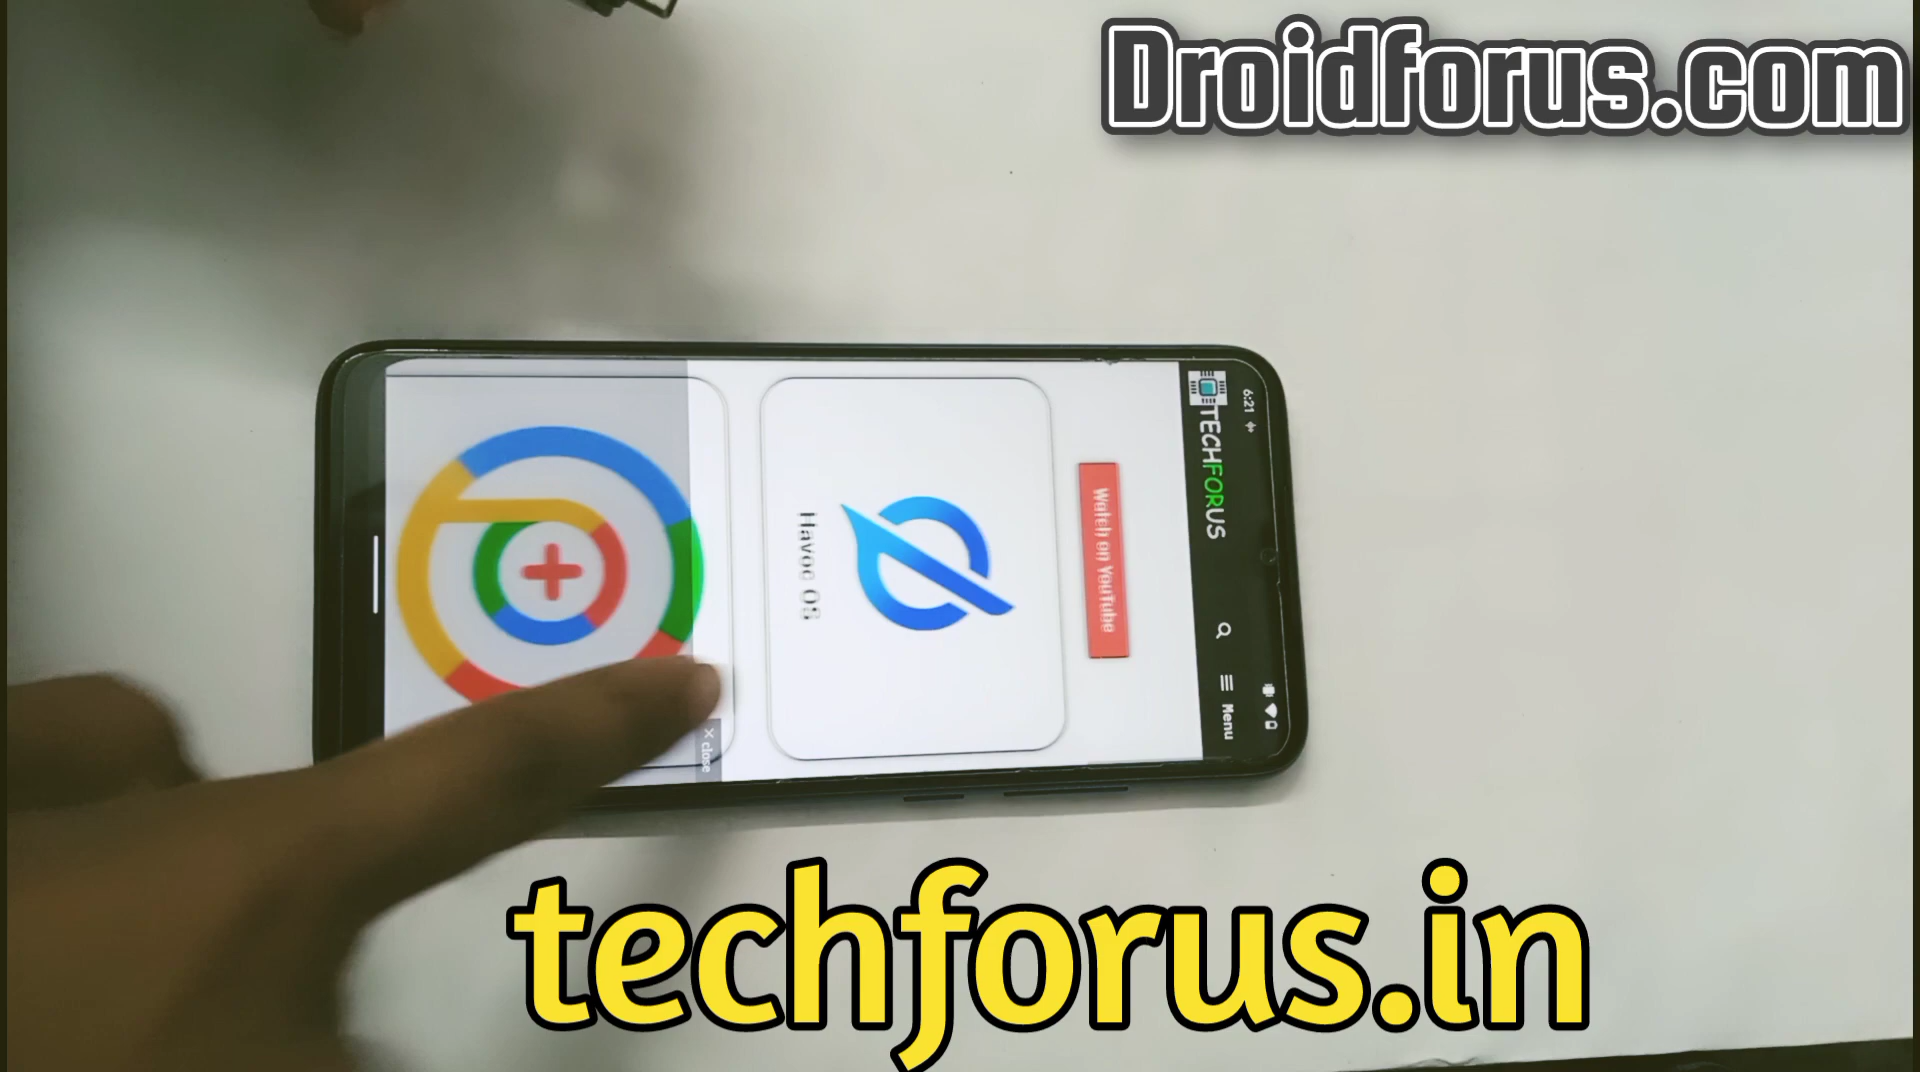 Droidforus.com
6:21
TECHFORUS
Menu
Watch on YouTube
Havoc OS
X close
techforus.in